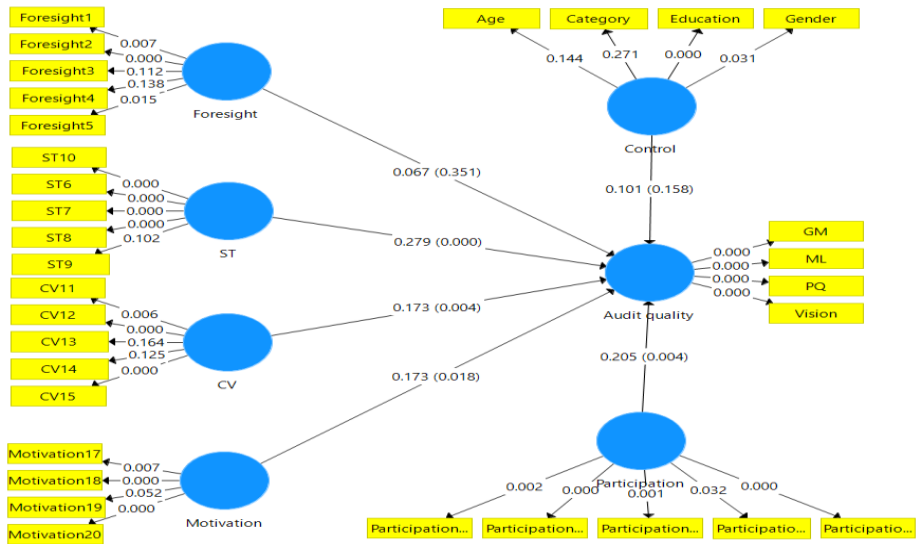 Foresight1
Foresight2
Foresight3
Foresight4
Foresight5
0.007
0.000
0.112
0.138
0.015
Foresight
Age
Category
Education
Gender
0.144
0.271
0.000
0.031
Control
0.067 (0.351)
0.101 (0.158)
ST10
ST6
ST7
ST8
ST9
0.000
0.000
0.000
0.000
0.102
ST
0.279 (0.000)
GM
ML
PQ
Vision
0.000
0.000
0.000
0.000
Audit quality
CV11
CV12
CV13
CV14
CV15
0.006
0.000
0.164
0.125
0.000
CV
0.173 (0.004)
0.173 (0.018)
0.205 (0.004)
Motivation17
Motivation18
Motivation19
Motivation20
0.007
0.000
0.052
0.000
Motivation
Participation
0.002
0.000
0.001
0.032
0.000
Participation...
Participation...
Participation...
Participatio...
Participatio...